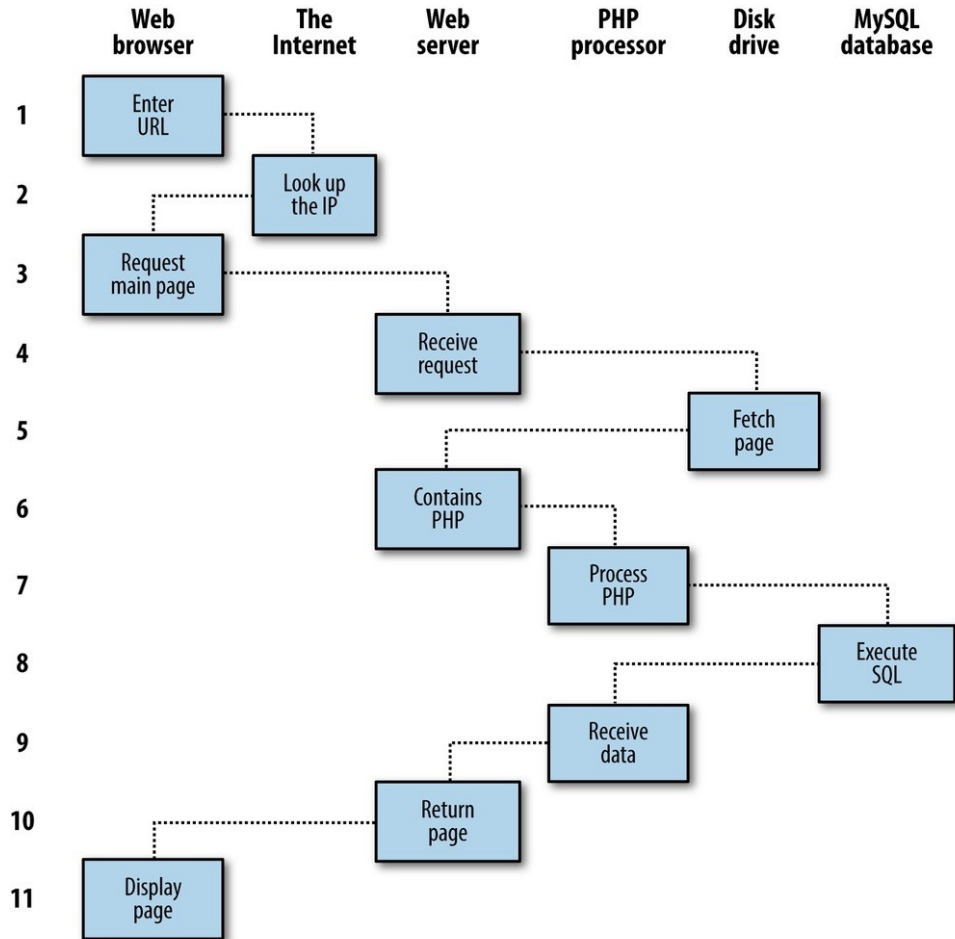 Web
browser
The
Internet
Web
server
PHP
processor
Disk
drive
MySQL
database
1
Enter
URL
2
Look up
the IP
3
Request
main page
4
Receive
request
5
Fetch
page
6
Contains
PHP
7
Process
PHP
8
Execute
SQL
9
Receive
data
10
Return
page
11
Display
page